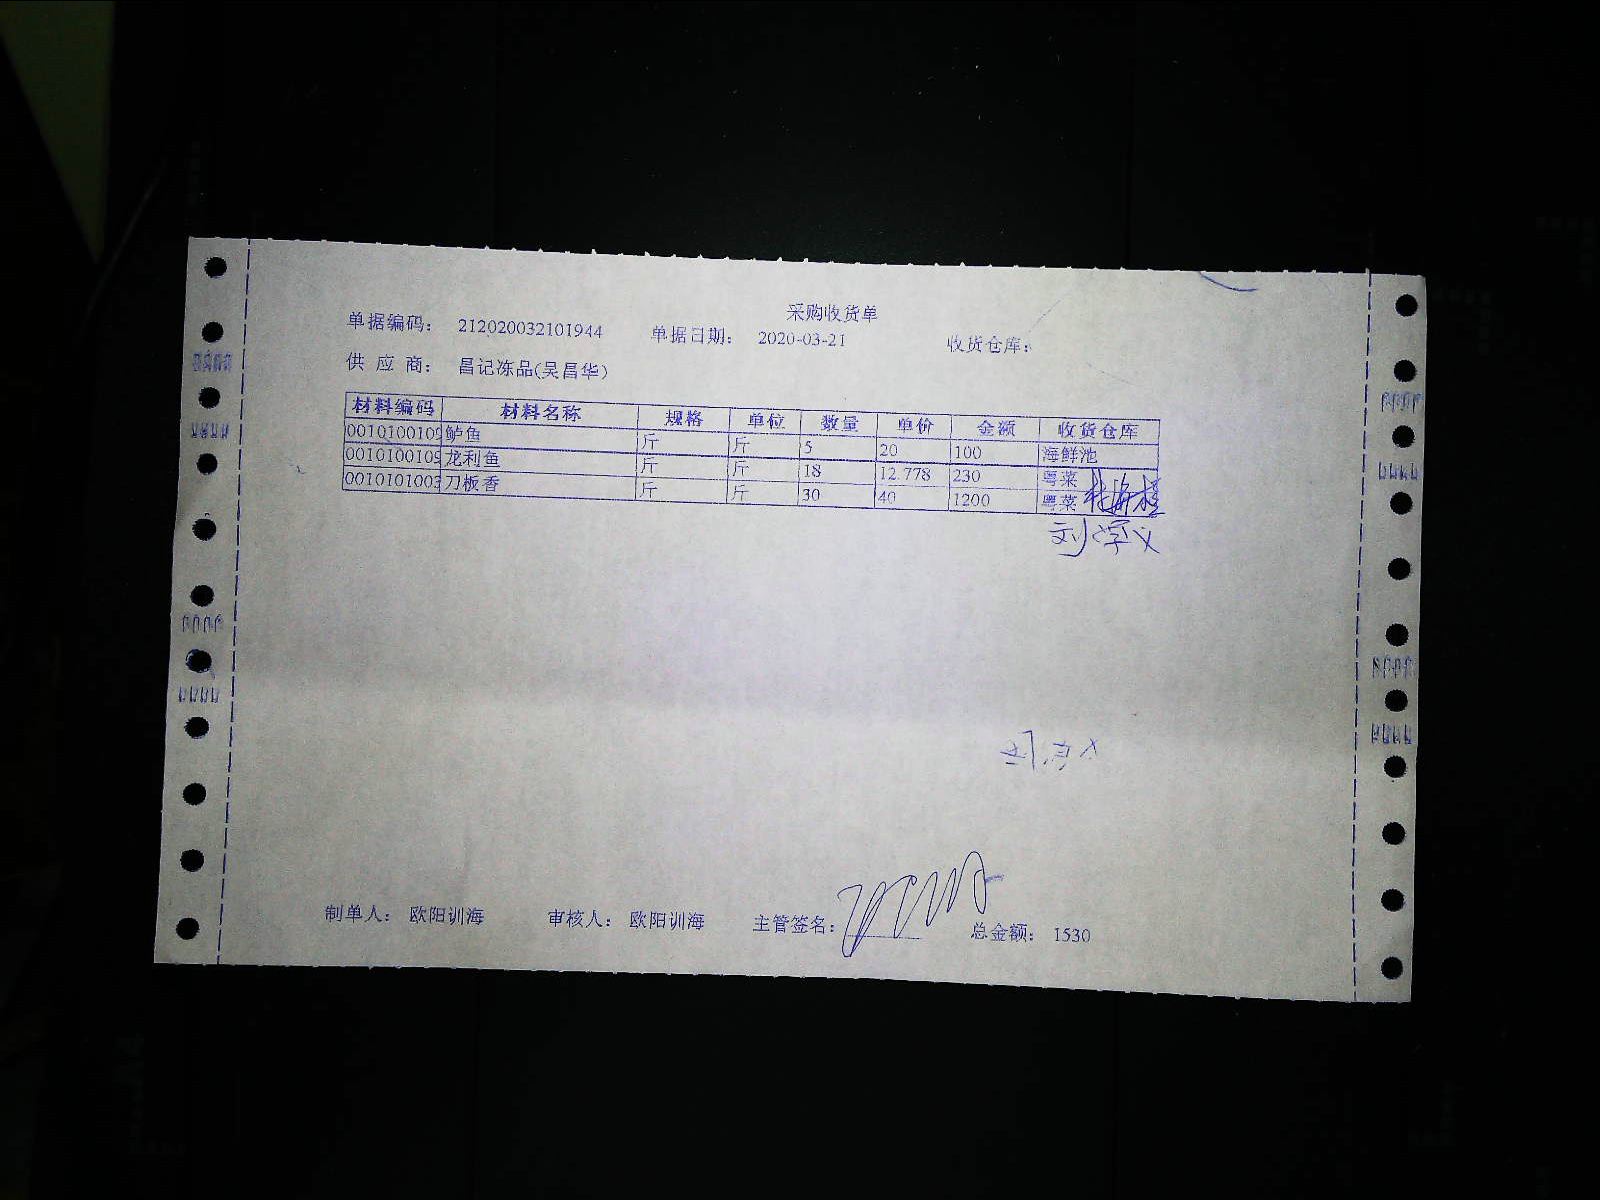 采购收货单
单据编码： 212020032101944 单据日期： 2020-03-21 收货仓库：
供 应 商： 昌记冻品(吴昌华)
材料编码 材料名称 规格 单位 数量 单价 金额 收货仓库
0010100109 鲈鱼 斤 斤 5 20 100 海鲜池
0010100109 龙利鱼 斤 斤 18 12.778 230 粤菜
0010101003 刀板香 斤 斤 30 40 1200 粤菜
制单人： 欧阳训海 审核人： 欧阳训海 主管签名： 总金额： 1530